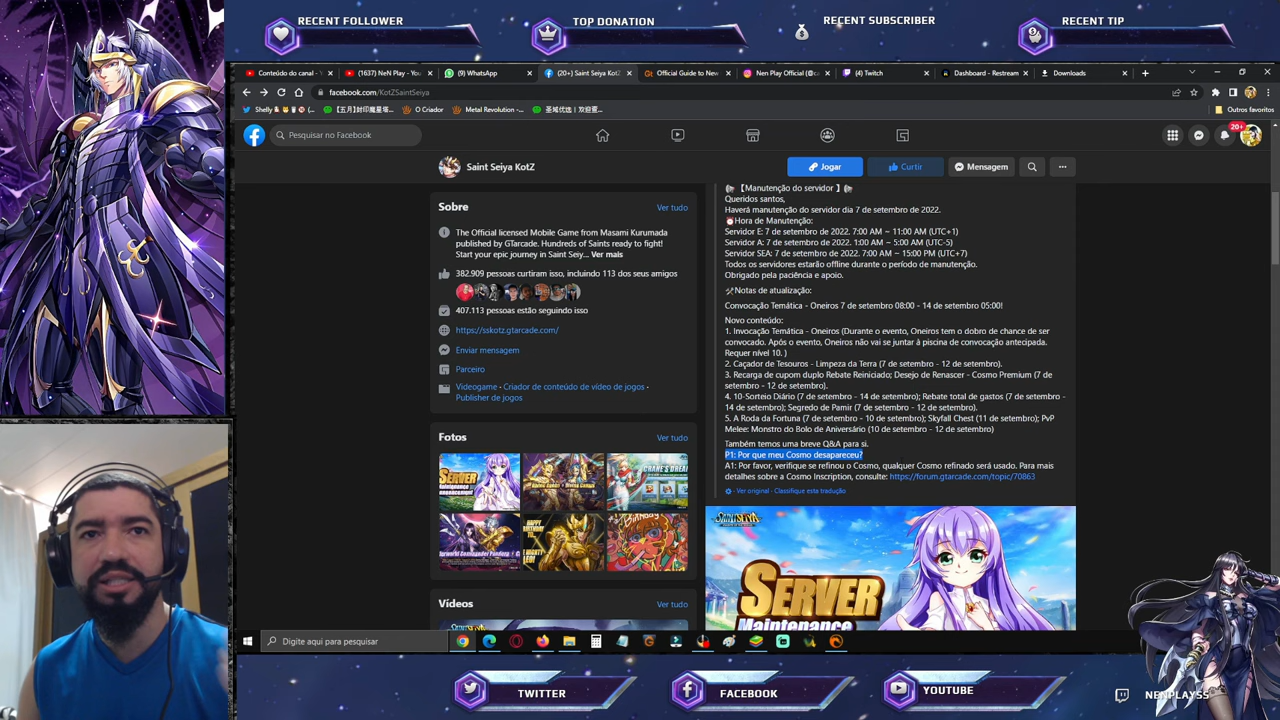 RECENT FOLLOWER
TOP DONATION
RECENT SUBSCRIBER
RECENT TIP
Conteúdo do canal - Y
(1637) NeN Play - You
(9) WhatsApp
(20+) Saint Seiya KotZ
Official Guide to New
Nen Play Official (@ca
(4) Twitch
Dashboard - Restream
Downloads
facebook.com/KotZSaintSeiya
Shelly
【五月】封印魔星塔...
O Criador
Metal Revolution -...
Outros favoritos
Pesquisar no Facebook
20+
Saint Seiya KotZ
Jogar
Curtir
Mensagem
Sobre
Ver tudo
The Official licensed Mobile Game from Masami Kurumada
published by GTarcade. Hundreds of Saints ready to fight!
Start your epic journey in Saint Seiy... Ver mais
382.909 pessoas curtiram isso, incluindo 113 dos seus amigos
407.113 pessoas estão seguindo isso
https://sskotz.gtarcade.com/
Enviar mensagem
Parceiro
Videogame · Criador de conteúdo de vídeo de jogos ·
Publisher de jogos
Fotos
Ver tudo
Vídeos
Ver tudo
【Manutenção do servidor 】
Queridos santos,
Haverá manutenção do servidor dia 7 de setembro de 2022.
Hora de Manutenção:
Servidor E: 7 de setembro de 2022. 7:00 AM ~ 11:00 AM (UTC+1)
Servidor A: 7 de setembro de 2022. 1:00 AM ~ 5:00 AM (UTC-5)
Servidor SEA: 7 de setembro de 2022. 7:00 AM ~ 15:00 PM (UTC+7)
Todos os servidores estarão offline durante o período de manutenção.
Obrigado pela paciência e apoio.
Notas de atualização:
Convocação Temática - Oneiros 7 de setembro 08:00 - 14 de setembro 05:00!
Novo conteúdo:
1. Invocação Temática - Oneiros (Durante o evento, Oneiros tem o dobro de chance de ser
convocado. Após o evento, Oneiros não vai se juntar à piscina de convocação antecipada.
Requer nível 10. )
2. Caçador de Tesouros - Limpeza da Terra (7 de setembro - 12 de setembro).
3. Recarga de cupom duplo Rebate Reiniciado; Desejo de Renascer - Cosmo Premium (7 de
setembro - 12 de setembro).
4. 10-Sorteio Diário (7 de setembro - 14 de setembro); Rebate total de gastos (7 de setembro -
14 de setembro); Segredo de Pamir (7 de setembro - 12 de setembro).
5. A Roda da Fortuna (7 de setembro - 10 de setembro); Skyfall Chest (11 de setembro); PvP
Melee: Monstro do Bolo de Aniversário (10 de setembro - 12 de setembro)
Também temos uma breve Q&A para si.
P1: Por que meu Cosmo desapareceu?
A1: Por favor, verifique se refinou o Cosmo, qualquer Cosmo refinado será usado. Para mais
detalhes sobre a Cosmo Inscription, consulte: https://forum.gtarcade.com/topic/70863
· Ver original · Classifique esta tradução
SERVER
Maintenance
Digite aqui para pesquisar
TWITTER
FACEBOOK
YOUTUBE
NENPLAYSS